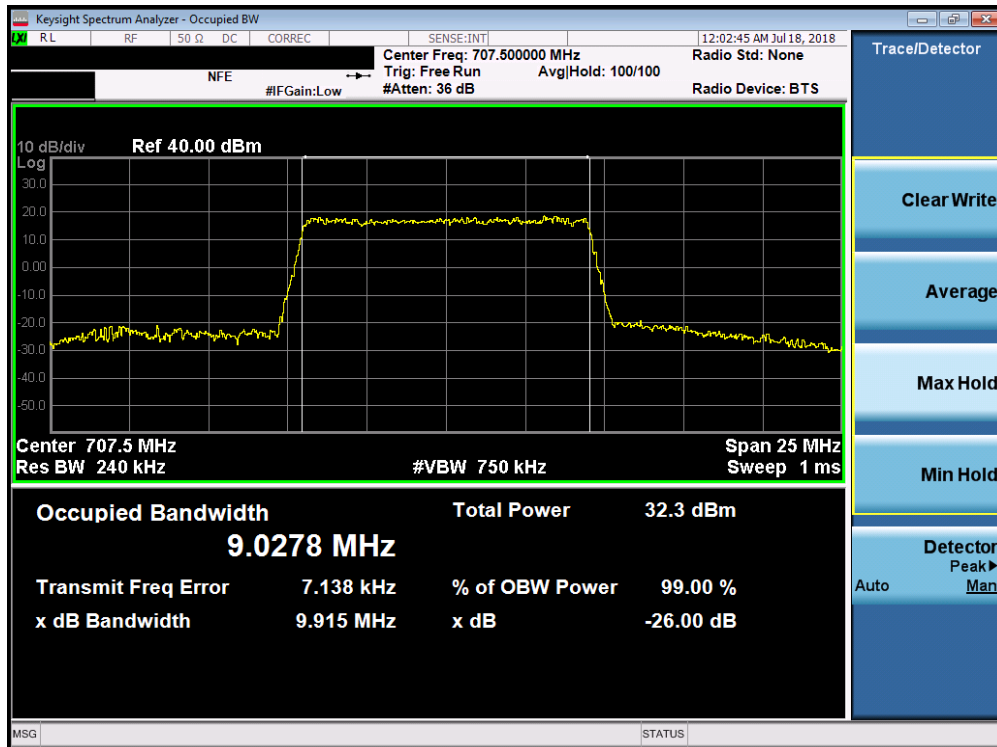 Keysight Spectrum Analyzer - Occupied BW
LXI RL RF 50 Ω DC CORREC SENSE:INT 12:02:45 AM Jul 18, 2018
Center Freq: 707.500000 MHz Radio Std: None
NFE Trig: Free Run Avg|Hold: 100/100
#IFGain:Low #Atten: 36 dB Radio Device: BTS
10 dB/div Ref 40.00 dBm
Log
30.0
20.0
10.0
0.00
-10.0
-20.0
-30.0
-40.0
-50.0
Center 707.5 MHz Span 25 MHz
Res BW 240 kHz #VBW 750 kHz Sweep 1 ms
Occupied Bandwidth Total Power 32.3 dBm
9.0278 MHz
Transmit Freq Error 7.138 kHz % of OBW Power 99.00 %
x dB Bandwidth 9.915 MHz x dB -26.00 dB
MSG STATUS
Trace/Detector
Clear Write
Average
Max Hold
Min Hold
Detector
Peak▶
Auto Man